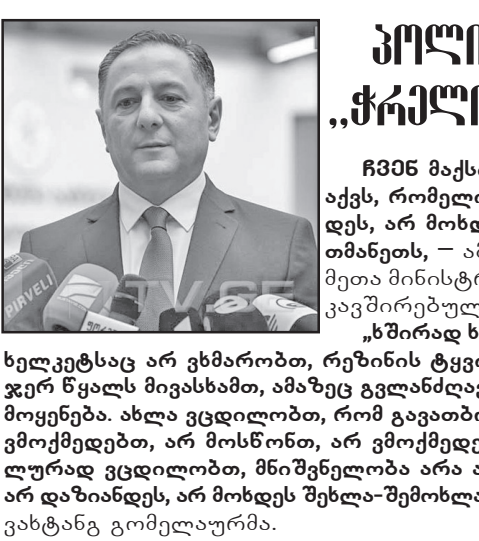 პოლი
„ჭრელი
ჩვენ მაქს
აქვს, რომელ
დეს, არ მოხდ
თმანეთს, — ა
მეთა მინისტრ
კავშირებულ
„ხშირად ხ
ხელკეტსაც არ ვხმარობთ, რეზინის ტყვი
ჯერ წყალს მივასხამთ, ამაზეც გვლანძღავ
მოყენება. ახლა ვცდილობთ, რომ გავათბი
ვმოქმედებთ, არ მოსწონთ, არ ვმოქმედე
ლურად ვცდილობთ, მნიშვნელობა არა ა
არ დაზიანდეს, არ მოხდეს შეხლა-შემოხლა
ვახტანგ გომელაურმა.
PIRVELI
TV.GE